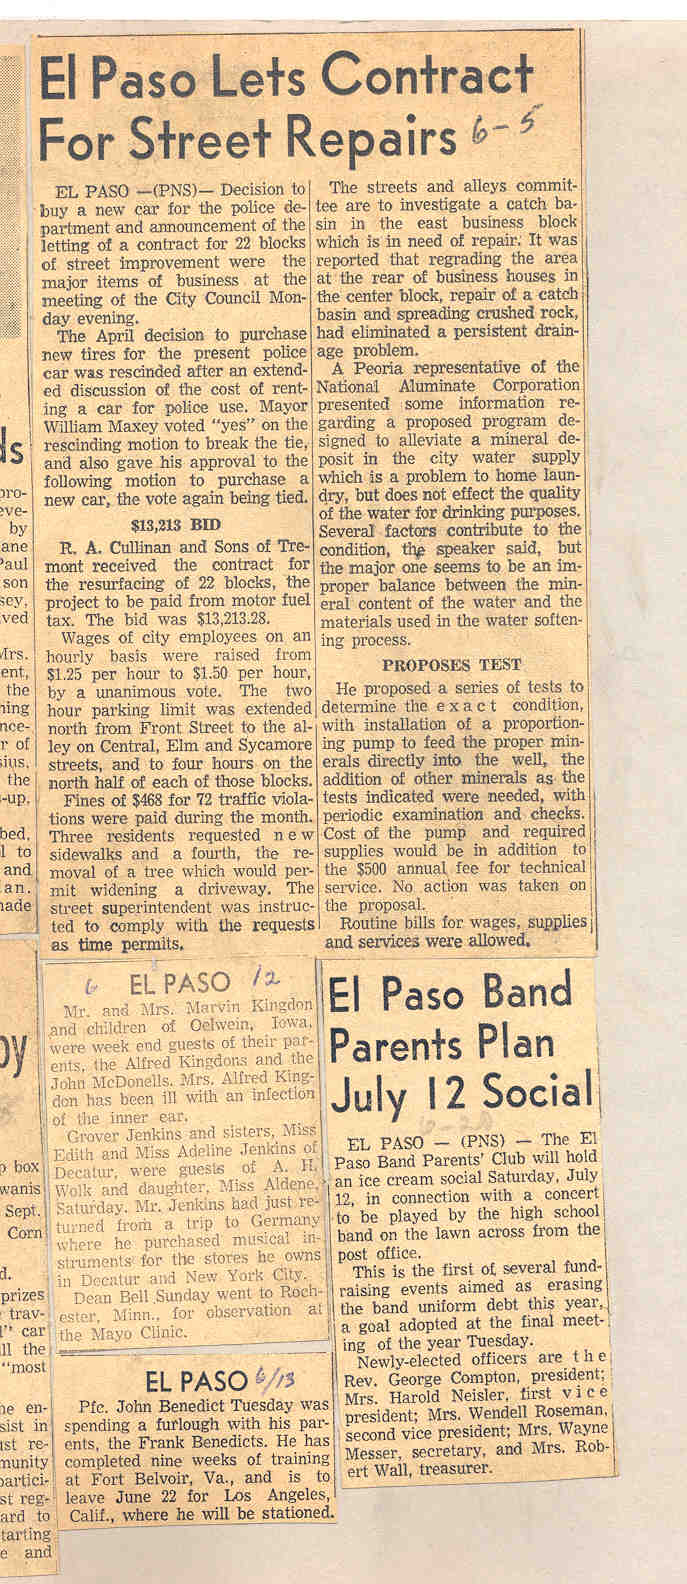 El Paso Lets Contract
For Street Repairs 6-5
EL PASO —(PNS)— Decision to
buy a new car for the police de-
partment and announcement of the
letting of a contract for 22 blocks
of street improvement were the
major items of business at the
meeting of the City Council Mon-
day evening.
The April decision to purchase
new tires for the present police
car was rescinded after an extend-
ed discussion of the cost of rent-
ing a car for police use. Mayor
William Maxey voted "yes" on the
rescinding motion to break the tie,
and also gave his approval to the
following motion to purchase a
new car, the vote again being tied.
$13,213 BID
R. A. Cullinan and Sons of Tre-
mont received the contract for
the resurfacing of 22 blocks, the
project to be paid from motor fuel
tax. The bid was $13,213.28.
Wages of city employees on an
hourly basis were raised from
$1.25 per hour to $1.50 per hour,
by a unanimous vote. The two
hour parking limit was extended
north from Front Street to the al-
ley on Central, Elm and Sycamore
streets, and to four hours on the
north half of each of those blocks.
Fines of $468 for 72 traffic viola-
tions were paid during the month.
Three residents requested new
sidewalks and a fourth, the re-
moval of a tree which would per-
mit widening a driveway. The
street superintendent was instruc-
ted to comply with the requests
as time permits.
The streets and alleys commit-
tee are to investigate a catch ba-
sin in the east business block
which is in need of repair. It was
reported that regrading the area
at the rear of business houses in
the center block, repair of a catch
basin and spreading crushed rock,
had eliminated a persistent drain-
age problem.
A Peoria representative of the
National Aluminate Corporation
presented some information re-
garding a proposed program de-
signed to alleviate a mineral de-
posit in the city water supply
which is a problem to home laun-
dry, but does not effect the quality
of the water for drinking purposes.
Several factors contribute to the
condition, the speaker said, but
the major one seems to be an im-
proper balance between the min-
eral content of the water and the
materials used in the water soften-
ing process.
PROPOSES TEST
He proposed a series of tests to
determine the exact condition,
with installation of a proportion-
ing pump to feed the proper min-
erals directly into the well, the
addition of other minerals as the
tests indicated were needed, with
periodic examination and checks.
Cost of the pump and required
supplies would be in addition to
the $500 annual fee for technical
service. No action was taken on
the proposal.
Routine bills for wages, supplies
and services were allowed.
6 EL PASO 12
Mr. and Mrs. Marvin Kingdon
and children of Oelwein, Iowa,
were week end guests of their par-
ents, the Alfred Kingdons and the
John McDonells. Mrs. Alfred King-
don has been ill with an infection
of the inner ear.
Grover Jenkins and sisters, Miss
Edith and Miss Adeline Jenkins of
Decatur, were guests of A. H.
Wolk and daughter, Miss Aldene,
Saturday. Mr. Jenkins had just re-
turned from a trip to Germany
where he purchased musical in-
struments for the stores he owns
in Decatur and New York City.
Dean Bell Sunday went to Roch-
ester, Minn., for observation at
the Mayo Clinic.
EL PASO 6/13
Pfc. John Benedict Tuesday was
spending a furlough with his par-
ents, the Frank Benedicts. He has
completed nine weeks of training
at Fort Belvoir, Va., and is to
leave June 22 for Los Angeles,
Calif., where he will be stationed.
El Paso Band
Parents Plan
July 12 Social
6-20
EL PASO — (PNS) — The El
Paso Band Parents' Club will hold
an ice cream social Saturday, July
12, in connection with a concert
to be played by the high school
band on the lawn across from the
post office.
This is the first of several fund-
raising events aimed as erasing
the band uniform debt this year,
a goal adopted at the final meet-
ing of the year Tuesday.
Newly-elected officers are the
Rev. George Compton, president;
Mrs. Harold Neisler, first vice
president; Mrs. Wendell Roseman,
second vice president; Mrs. Wayne
Messer, secretary, and Mrs. Rob-
ert Wall, treasurer.